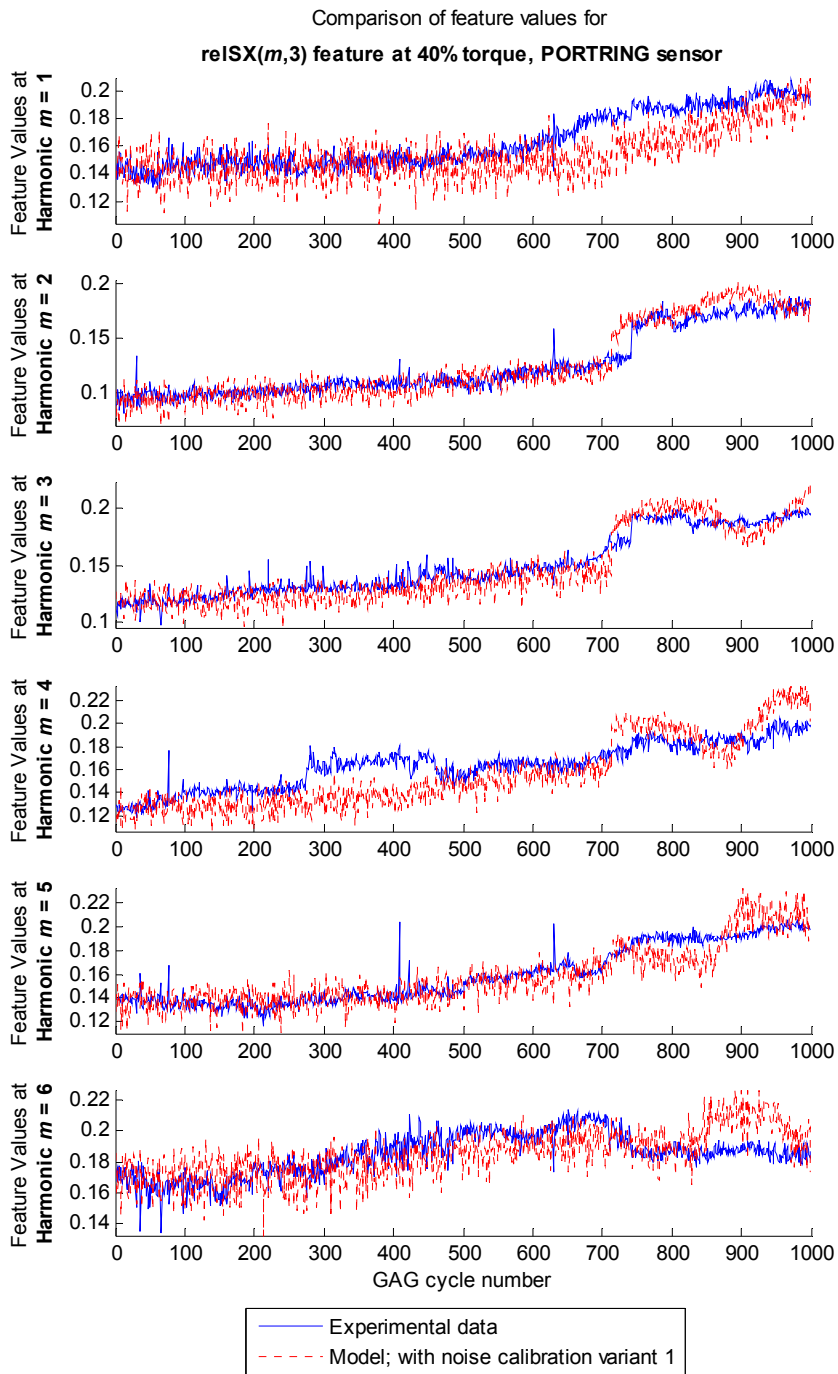 Comparison of feature values for
relSX(m,3) feature at 40% torque, PORTRING sensor
Feature Values at
Harmonic m = 1
0.2
0.18
0.16
0.14
0.12
0 100 200 300 400 500 600 700 800 900 1000
Feature Values at
Harmonic m = 2
0.2
0.15
0.1
0 100 200 300 400 500 600 700 800 900 1000
Feature Values at
Harmonic m = 3
0.2
0.15
0.1
0 100 200 300 400 500 600 700 800 900 1000
Feature Values at
Harmonic m = 4
0.22
0.2
0.18
0.16
0.14
0.12
0 100 200 300 400 500 600 700 800 900 1000
Feature Values at
Harmonic m = 5
0.22
0.2
0.18
0.16
0.14
0.12
0 100 200 300 400 500 600 700 800 900 1000
Feature Values at
Harmonic m = 6
0.22
0.2
0.18
0.16
0.14
0 100 200 300 400 500 600 700 800 900 1000
GAG cycle number
Experimental data
Model; with noise calibration variant 1